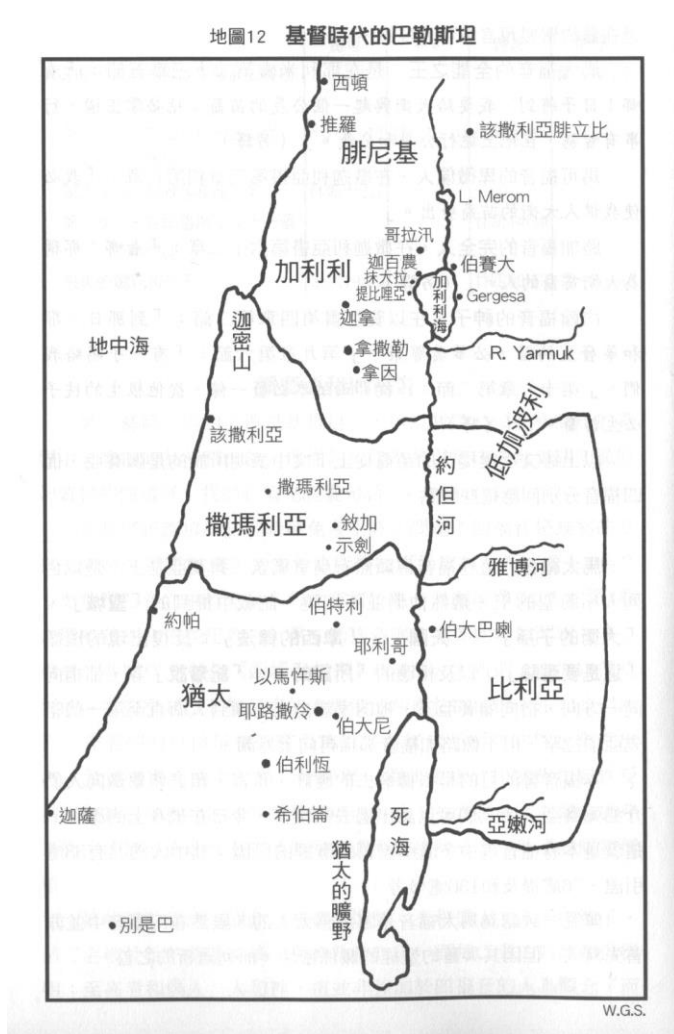 地圖12 基督時代的巴勒斯坦
西頓
推羅
該撒利亞腓立比
腓尼基
L. Merom
哥拉汛
迦百農
伯賽大
加利利
抹大拉
提比哩亞
加利利海
Gergesa
迦密山
迦拿
地中海
拿撒勒
R. Yarmuk
拿因
低加波利
該撒利亞
約但河
撒瑪利亞
撒瑪利亞
敘加
示劍
雅博河
約帕
伯特利
伯大巴喇
耶利哥
以馬忤斯
猶太
比利亞
耶路撒冷
伯大尼
伯利恆
迦薩
希伯崙
死海
亞嫩河
猶太的曠野
別是巴
W.G.S.